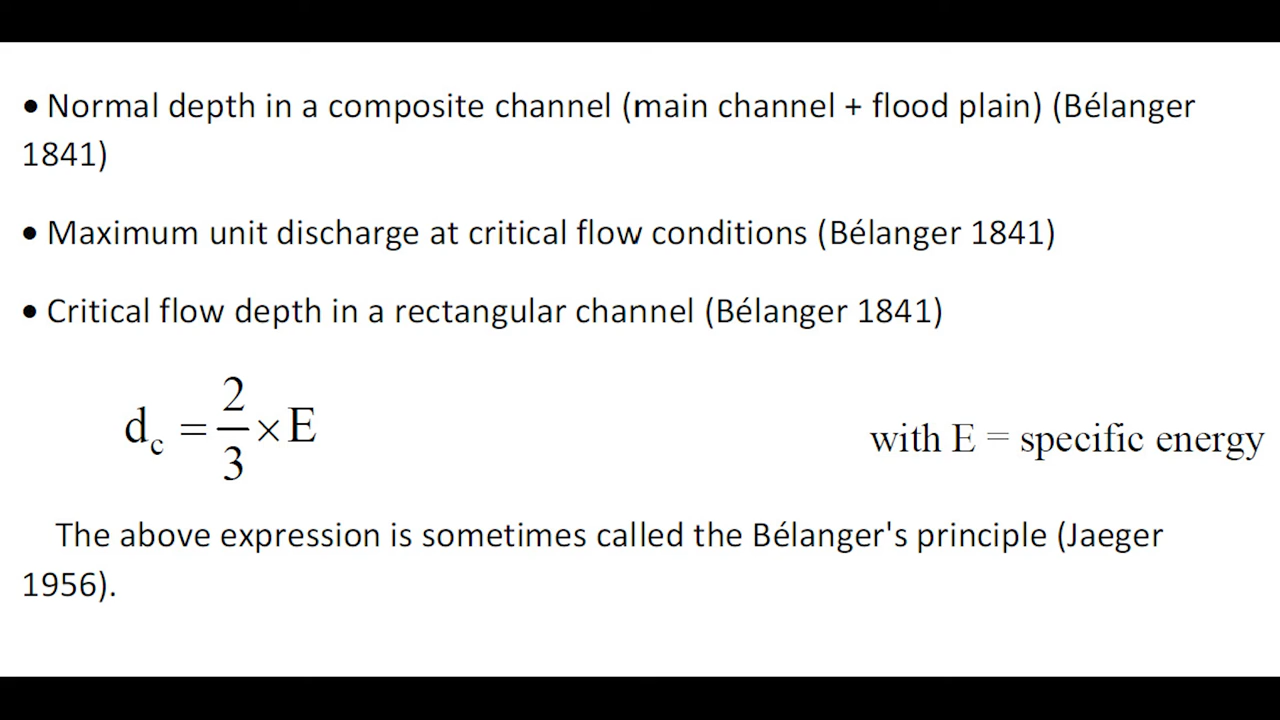 • Normal depth in a composite channel (main channel + flood plain) (Bélanger
1841)
• Maximum unit discharge at critical flow conditions (Bélanger 1841)
• Critical flow depth in a rectangular channel (Bélanger 1841)
d_c = 2/3 × E
with E = specific energy
The above expression is sometimes called the Bélanger's principle (Jaeger
1956).